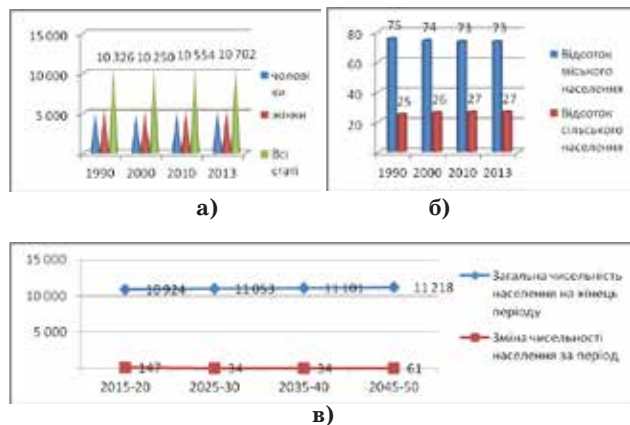 15 000
10 000
5 000
10 326 10 250 10 554 10 702
1990 2000 2010 2013
чолові
ки
жінки
Всі
статі
а)
80
60
40
20
75 74 73 73
25 26 27 27
1990 2000 2010 2013
Відсоток
міського
населення
Відсоток
сільського
населення
б)
15 000
10 000
5 000
10 924 11 053 11 101 11 218
147 34 34 61
2015-20 2025-30 2035-40 2045-50
Загальна чисельність
населення на кінець
періоду
Зміна чисельності
населення за період
в)